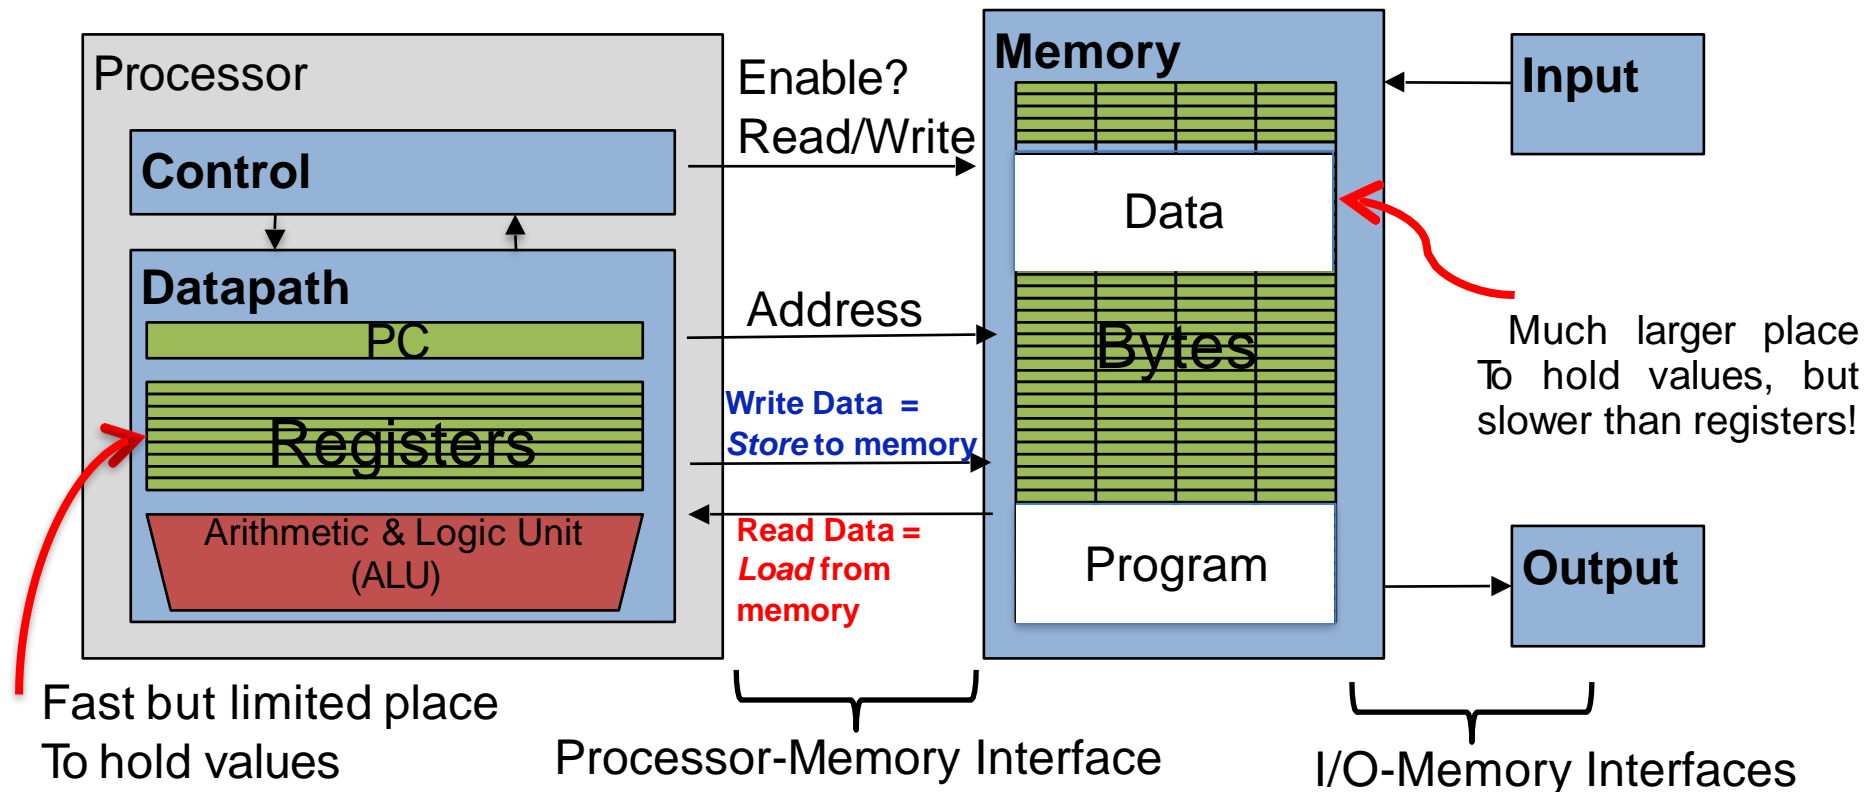 Processor
Control
Datapath
PC
Registers
Arithmetic & Logic Unit
(ALU)
Fast but limited place
To hold values
Enable?
Read/Write
Address
Write Data =
Store to memory
Read Data =
Load from
memory
Processor-Memory Interface
Memory
Data
Bytes
Program
Input
Much larger place
To hold values, but
slower than registers!
Output
I/O-Memory Interfaces